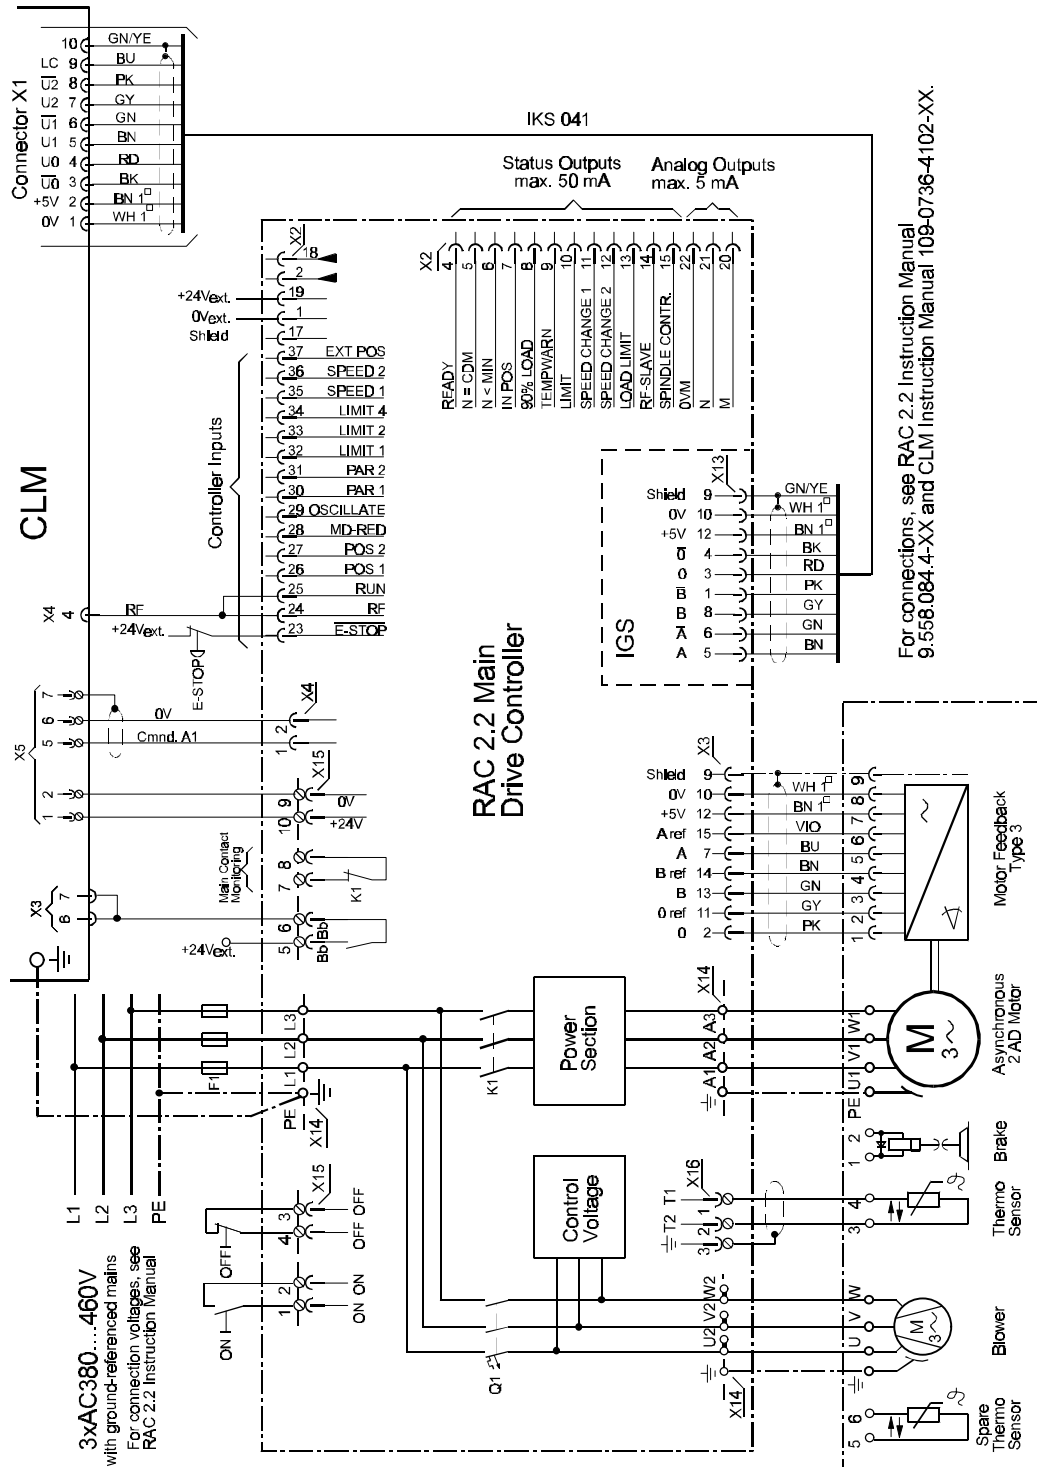 Connector X1
10 GN/YE
LC 9 BU
U2 8 PK
U2 7 GY
U1 6 GN
U1 5 BN
U0 4 RD
U0 3 BK
+5V 2 BN 1□
0V 1 WH 1□
IKS 041
Status Outputs
max. 50 mA
Analog Outputs
max. 5 mA
CLM
X2
18
2
+24Vext. 19
0Vext. 1
Shield 17
Controller Inputs
37 EXT POS
36 SPEED 2
35 SPEED 1
34 LIMIT 4
33 LIMIT 2
32 LIMIT 1
31 PAR 2
30 PAR 1
29 OSCILLATE
28 MD-RED
27 POS 2
26 POS 1
25 RUN
24 RF
23 E-STOP
X4
4
RF
+24Vext.
E-STOP
X2
4 READY
5 N = CDM
6 N < MIN
7 IN POS
8 90% LOAD
9 TEMPWARN
10 LIMIT
11 SPEED CHANGE 1
12 SPEED CHANGE 2
13 LOAD LIMIT
14 RF-SLAVE
15 SPINDLE CONTR.
22 0VM
21 N
20 M
IGS
X13
Shield 9 GN/YE
0V 10 WH 1□
+5V 12 BN 1□
0 4 BK
0 3 RD
B 1 PK
B 8 GY
A 6 GN
A 5 BN
For connections, see RAC 2.2 Instruction Manual
9.558.084.4-XX and CLM Instruction Manual 109-0736-4102-XX.
RAC 2.2 Main
Drive Controller
X5
7
6
5
2
1
0V
Cmnd. A1
X4
2
1
X15
9 0V
10 +24V
Main Contact
Monitoring
8
7
K1
X3
7
8
6 Bb
5 Bb
+24Vext.
X3
Shield 9 9
0V 10 WH 1□ 8
+5V 12 BN 1□ 7
A ref 15 VIO 6
A 7 BU 5
B ref 14 BN 4
B 13 GN 3
0 ref 11 GY 2
0 2 PK 1
Motor Feedback
Type 3
L3
L2
L1
F1
PE
X14
K1
Power
Section
X14
A3
A2
A1
W1
V1
U1
PE
M
3~
Asynchronous
2 AD Motor
Brake
2
1
L1
L2
L3
PE
3xAC380....460V
with ground-referenced mains
For connection voltages, see
RAC 2.2 Instruction Manual
X15
3 OFF
4 OFF
OFF
2 ON
1 ON
ON
Control
Voltage
X16
T1 1
T2 2
3
4
3
Thermo
Sensor
Q1
W2
V2
U2
X14
W
V
U
M
3~
Blower
6
5
Spare
Thermo
Sensor